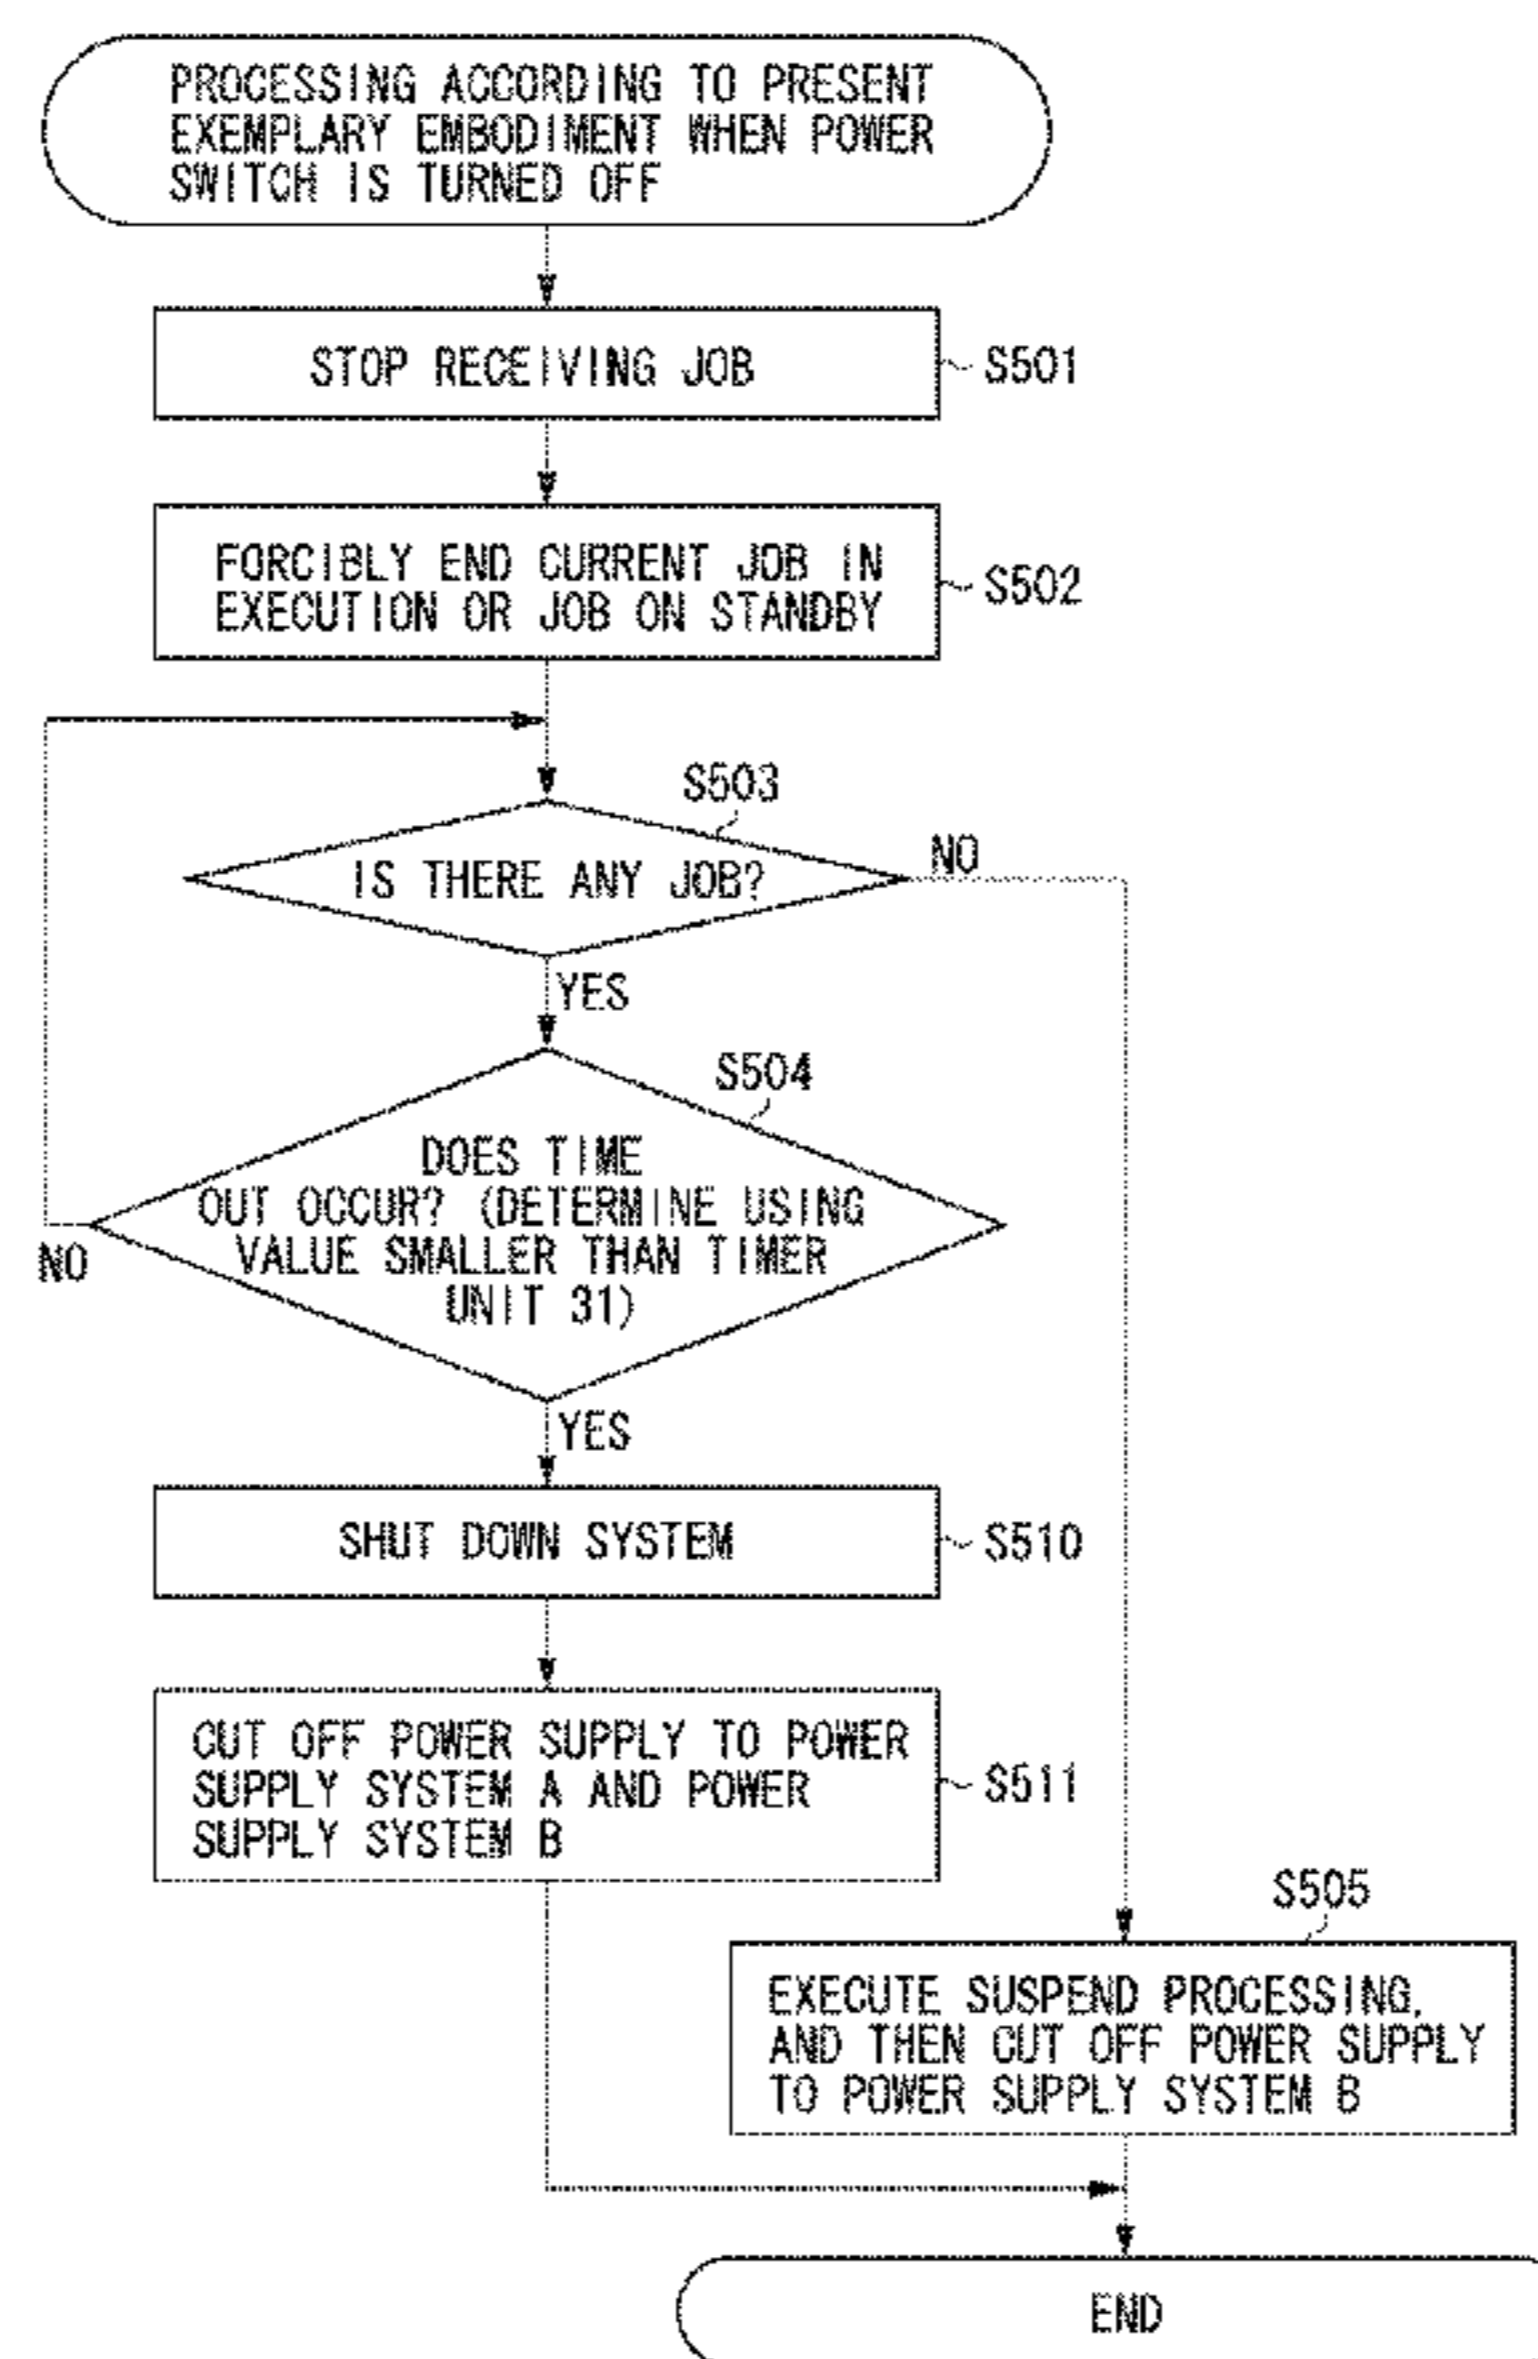 PROCESSING ACCORDING TO PRESENT
EXEMPLARY EMBODIMENT WHEN POWER
SWITCH IS TURNED OFF
STOP RECEIVING JOB
S501
FORCIBLY END CURRENT JOB IN
EXECUTION OR JOB ON STANDBY
S502
S503
IS THERE ANY JOB?
NO
YES
S504
DOES TIME
OUT OCCUR? (DETERMINE USING
VALUE SMALLER THAN TIMER
UNIT 31)
NO
YES
SHUT DOWN SYSTEM
S510
CUT OFF POWER SUPPLY TO POWER
SUPPLY SYSTEM A AND POWER
SUPPLY SYSTEM B
S511
S505
EXECUTE SUSPEND PROCESSING,
AND THEN CUT OFF POWER SUPPLY
TO POWER SUPPLY SYSTEM B
END